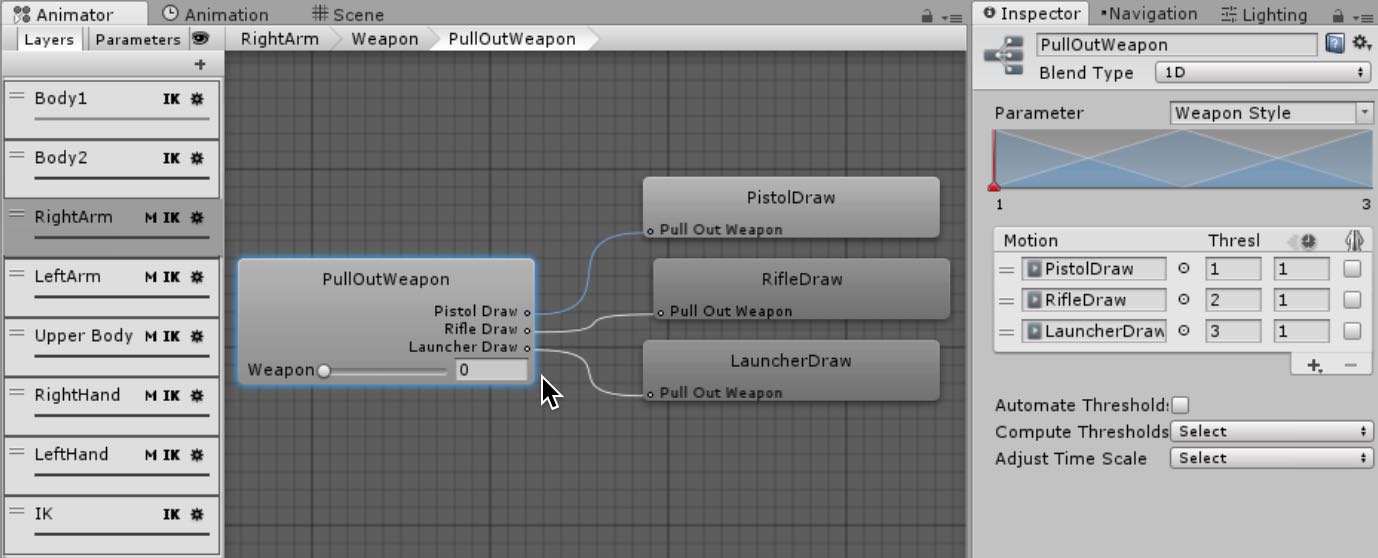 Animator
Animation
Scene
Layers
Parameters
RightArm
Weapon
PullOutWeapon
+
Body1 IK
Body2 IK
RightArm M IK
LeftArm M IK
Upper Body M IK
RightHand M IK
LeftHand M IK
IK IK
PullOutWeapon
Pistol Draw
Rifle Draw
Launcher Draw
Weapon 0
PistolDraw
Pull Out Weapon
RifleDraw
Pull Out Weapon
LauncherDraw
Pull Out Weapon
Inspector
Navigation
Lighting
PullOutWeapon
Blend Type 1D
Parameter Weapon Style
1 3
Motion Thresl
PistolDraw 1 1
RifleDraw 2 1
LauncherDraw 3 1
+ −
Automate Threshold:
Compute Thresholds Select
Adjust Time Scale Select